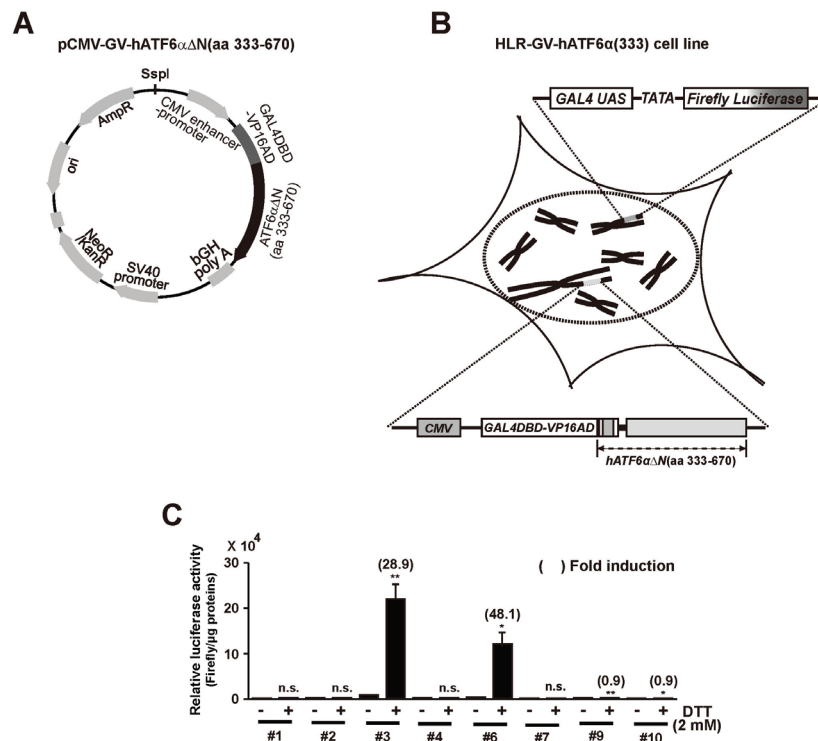 A
pCMV-GV-hATF6αΔN(aa 333-670)
SspI
CMV enhancer
-promoter
GAL4DBD
-VP16AD
ATF6αΔN
(aa 333-670)
bGH
poly A
SV40
promoter
NeoR
/KanR
ori
AmpR
B
HLR-GV-hATF6α(333) cell line
GAL4 UAS TATA Firefly Luciferase
CMV GAL4DBD-VP16AD
hATF6αΔN(aa 333-670)
C
Relative luciferase activity
(Firefly/µg proteins)
X 10⁴
30
20
10
0
( ) Fold induction
n.s. n.s. (28.9) ** n.s. (48.1) * n.s. (0.9) ** (0.9) *
- + - + - + - + - + - + - + - + DTT
(2 mM)
#1 #2 #3 #4 #6 #7 #9 #10